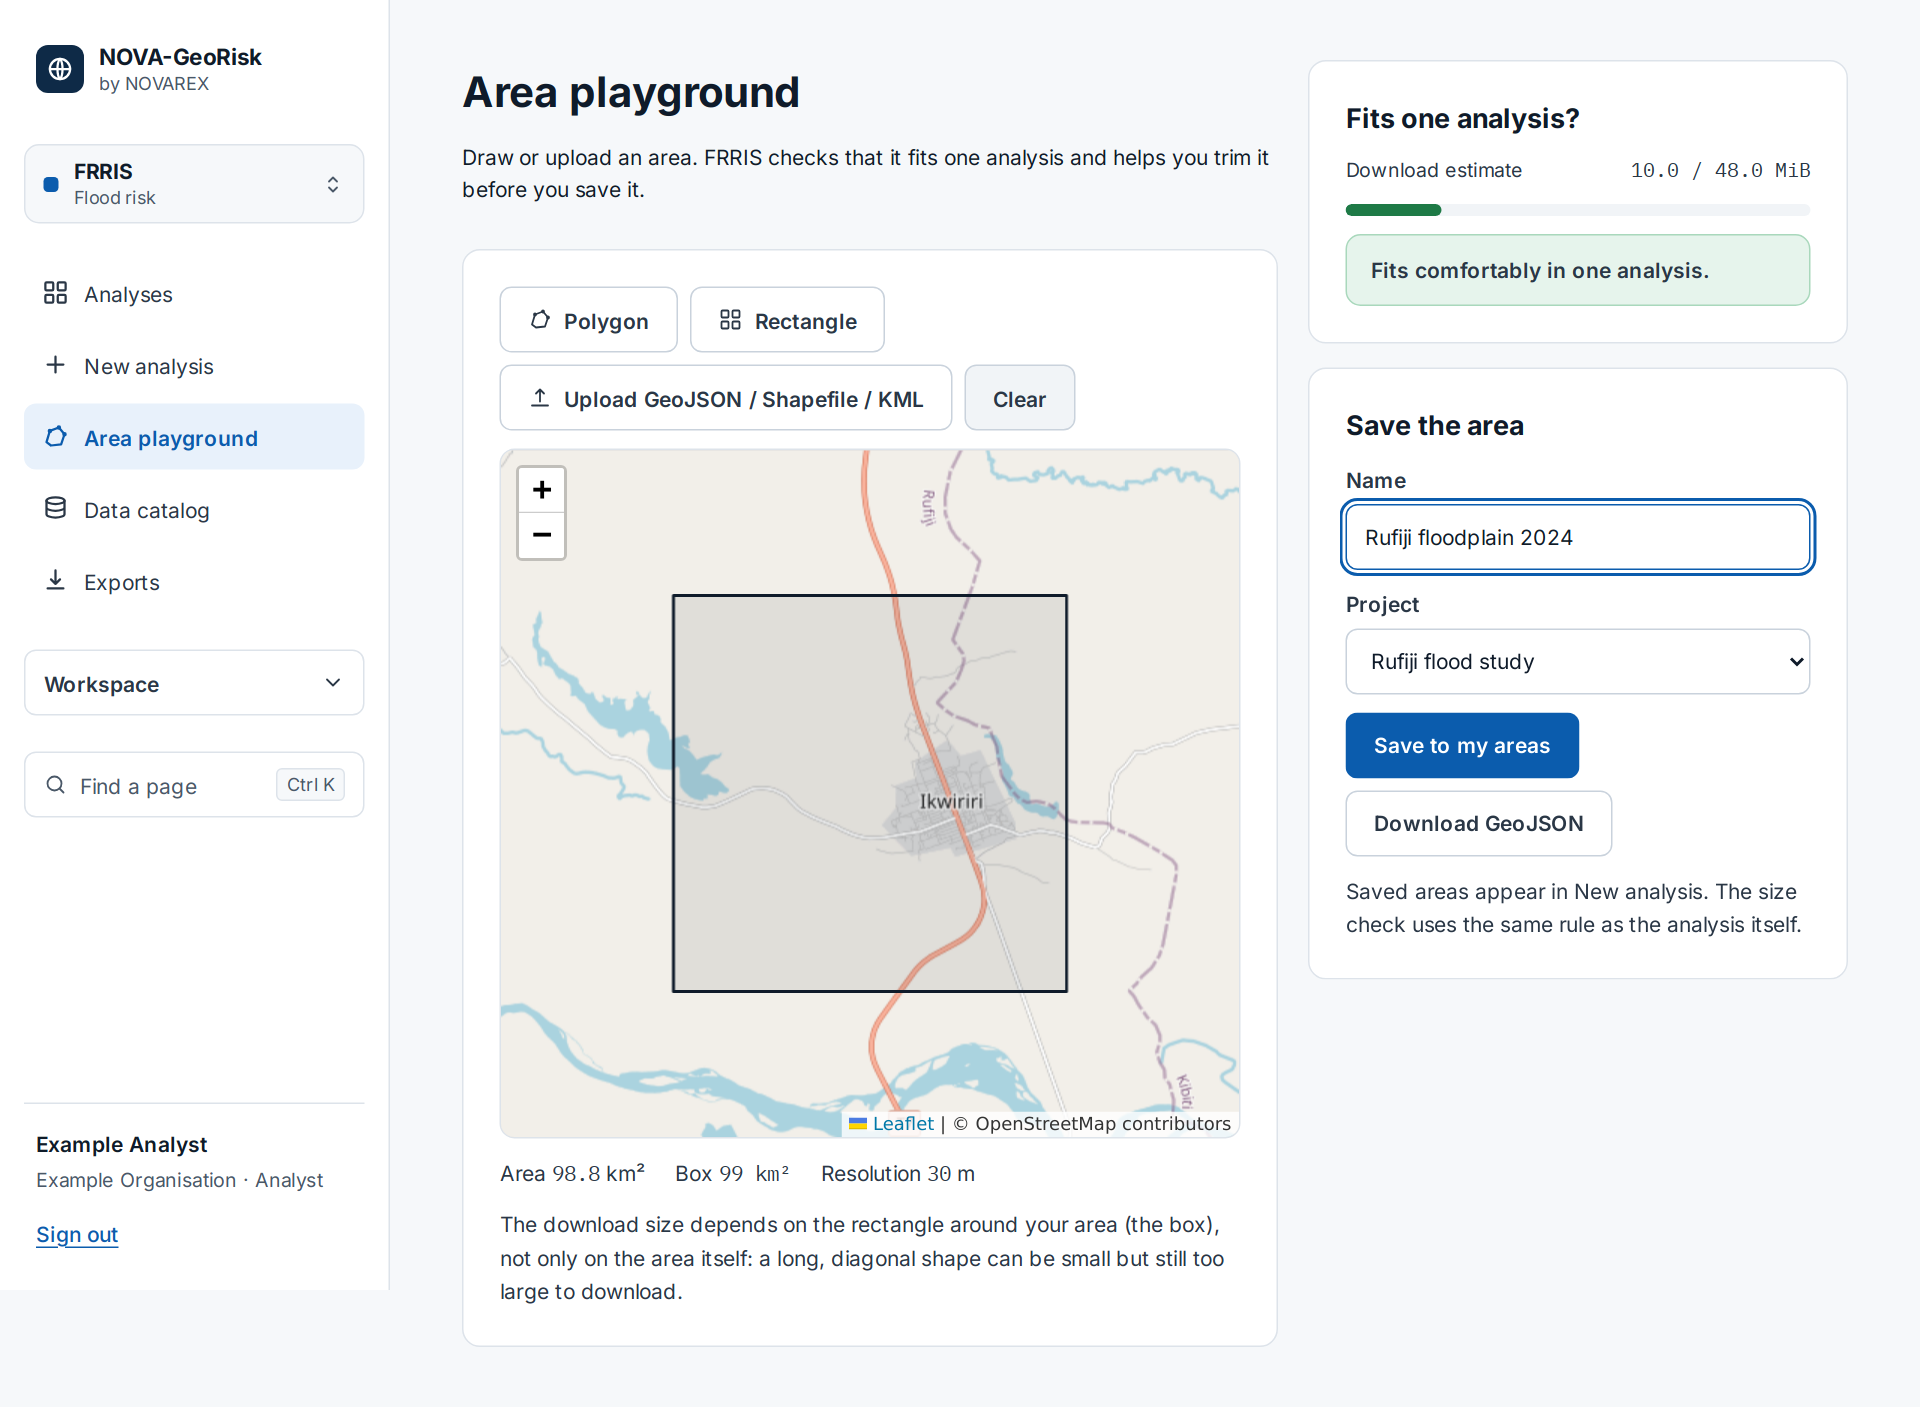 NOVA-GeoRisk
by NOVAREX
FRRIS
Flood risk
Analyses
New analysis
Area playground
Data catalog
Exports
Workspace
Find a page
Ctrl K
Example Analyst
Example Organisation · Analyst
Sign out
Area playground
Draw or upload an area. FRRIS checks that it fits one analysis and helps you trim it
before you save it.
Polygon
Rectangle
Upload GeoJSON / Shapefile / KML
Clear
+
−
Rufiji
Ikwiriri
Kibiti
Leaflet | © OpenStreetMap contributors
Area 98.8 km²
Box 99 km²
Resolution 30 m
The download size depends on the rectangle around your area (the box),
not only on the area itself: a long, diagonal shape can be small but still too
large to download.
Fits one analysis?
Download estimate
10.0 / 48.0 MiB
Fits comfortably in one analysis.
Save the area
Name
Rufiji floodplain 2024
Project
Rufiji flood study
Save to my areas
Download GeoJSON
Saved areas appear in New analysis. The size
check uses the same rule as the analysis itself.